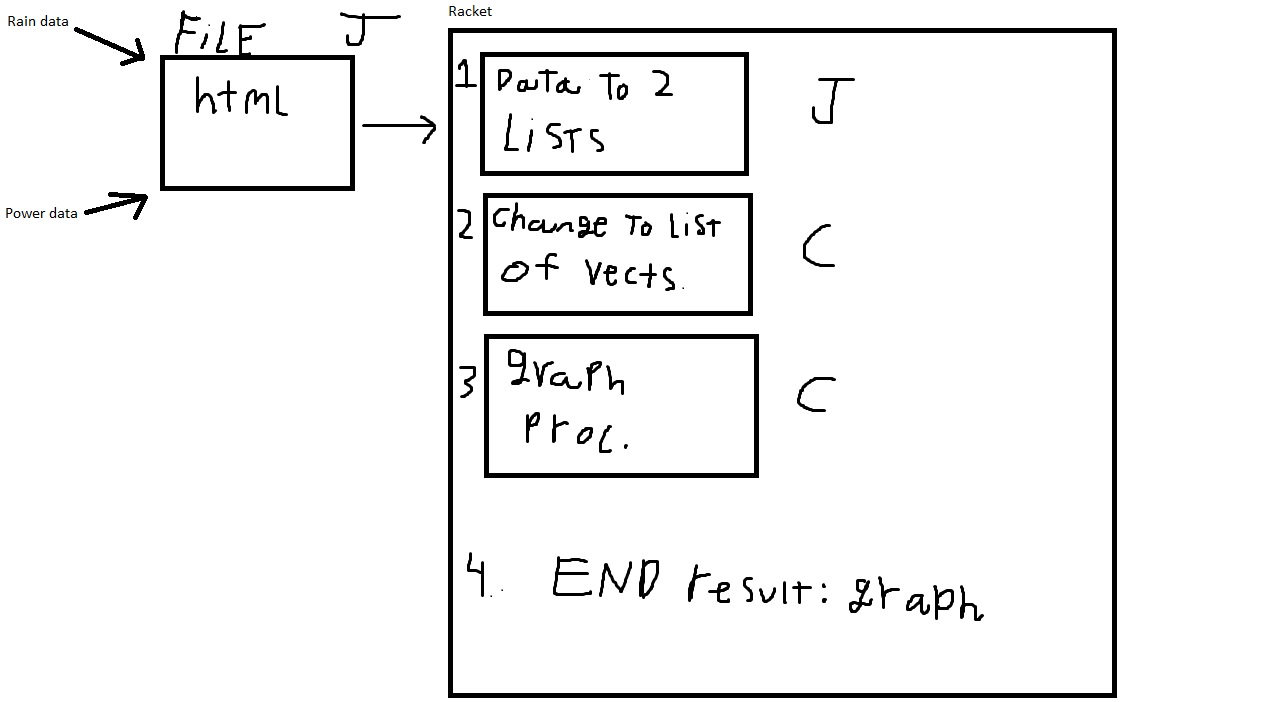 Rain data
FiLE J
html
Power data
Racket
1 Data To 2
LiSTS
J
2 Change To List
of Vects.
C
3 graph
Proc.
C
4. END result: graph